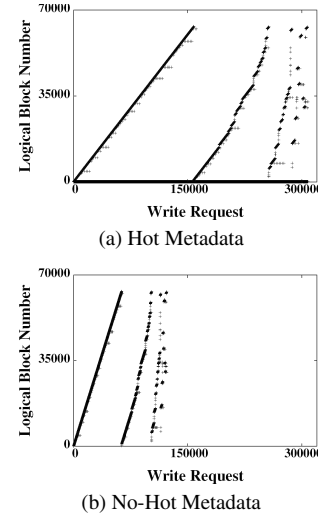 70000
Logical Block Number
35000
0
0
150000
300000
Write Request
(a) Hot Metadata
70000
Logical Block Number
35000
0
0
150000
300000
Write Request
(b) No-Hot Metadata